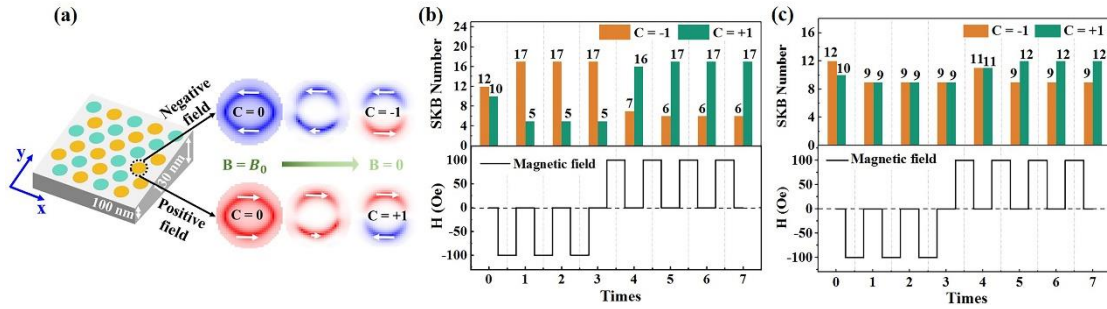 (a)
Negative field
Positive field
y
x
100 nm
30 nm
C = 0
C = -1
B = B₀
B = 0
C = 0
C = +1
(b)
C = -1
C = +1
SKB Number
24
20
16
12
8
4
0
12
10
17
5
17
5
17
5
7
16
6
17
6
17
6
17
Magnetic field
H (Oe)
100
50
0
-50
-100
0 1 2 3 4 5 6 7
Times
(c)
C = -1
C = +1
SKB Number
16
12
8
4
0
12
10
9
9
9
9
9
9
11
11
9
12
9
12
9
12
Magnetic field
H (Oe)
100
50
0
-50
-100
0 1 2 3 4 5 6 7
Times